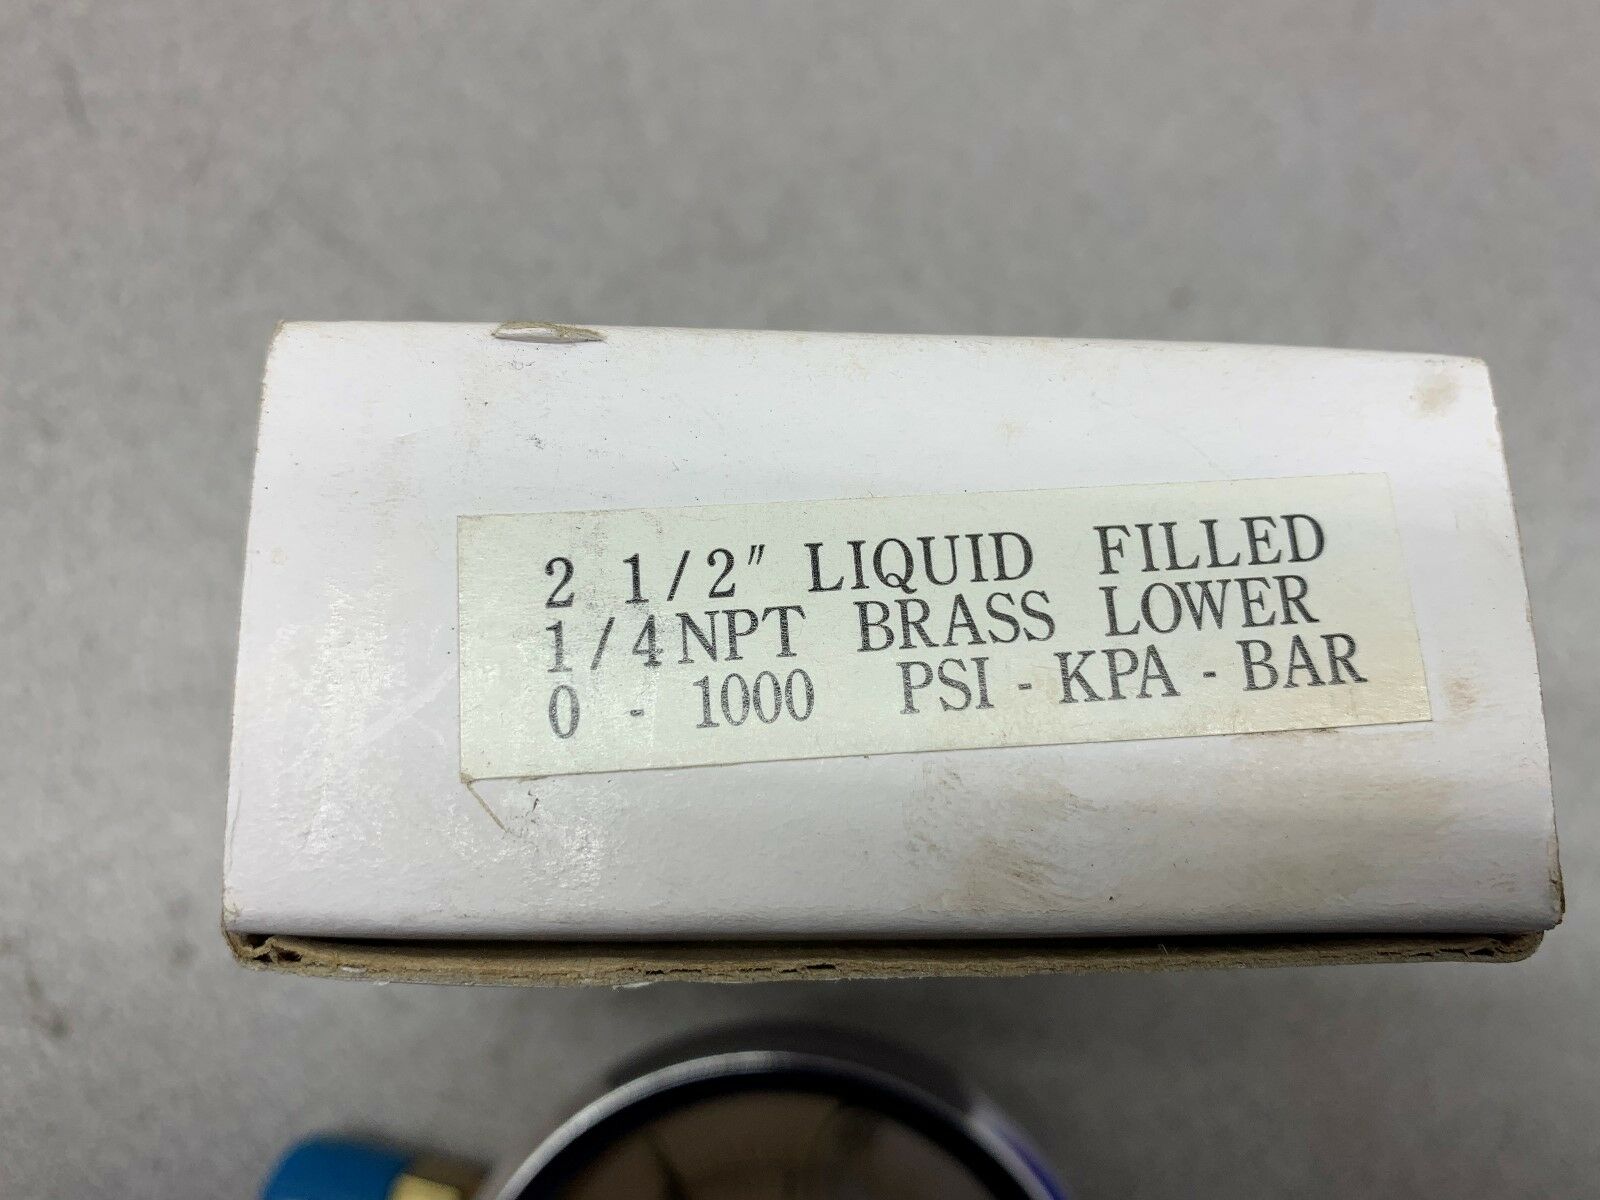 2 1/2" LIQUID FILLED
1/4NPT BRASS LOWER
0 - 1000 PSI - KPA - BAR